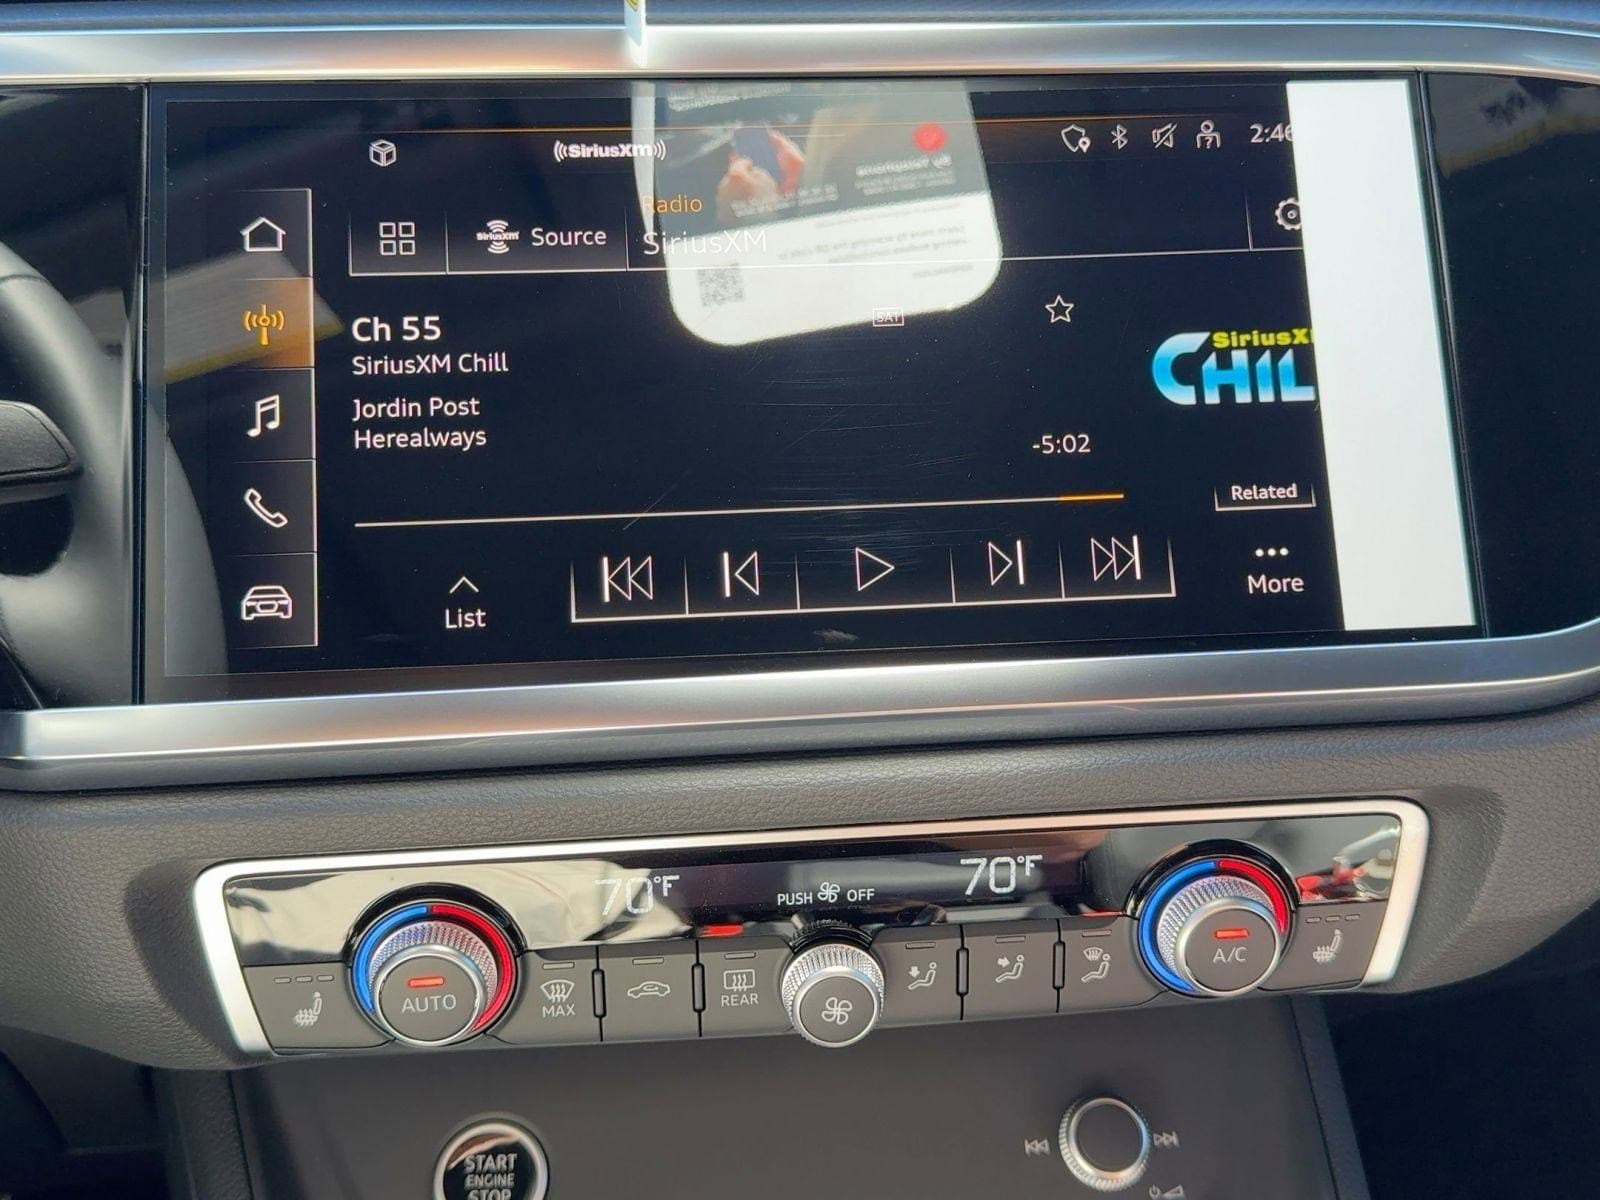 ((SiriusXm))
2:46
SiriusXm
Source
Radio
SiriusXM
Ch 55
SAT
SiriusXM Chill
SiriusX
CHIL
Jordin Post
Herealways
-5:02
Related
List
More
70°F
PUSH OFF
70°F
AUTO
MAX
REAR
A/C
START
ENGINE
STOP